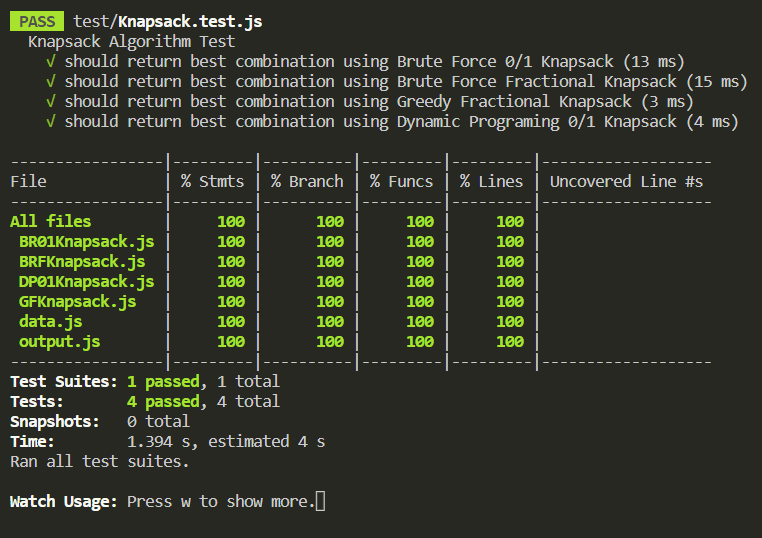 PASS test/Knapsack.test.js
Knapsack Algorithm Test
√ should return best combination using Brute Force 0/1 Knapsack (13 ms)
√ should return best combination using Brute Force Fractional Knapsack (15 ms)
√ should return best combination using Greedy Fractional Knapsack (3 ms)
√ should return best combination using Dynamic Programing 0/1 Knapsack (4 ms)
-----------------|---------|----------|---------|---------|-------------------
File             | % Stmts | % Branch | % Funcs | % Lines | Uncovered Line #s
-----------------|---------|----------|---------|---------|-------------------
All files        |     100 |      100 |     100 |     100 |
 BR01Knapsack.js |     100 |      100 |     100 |     100 |
 BRFKnapsack.js  |     100 |      100 |     100 |     100 |
 DP01Knapsack.js |     100 |      100 |     100 |     100 |
 GFKnapsack.js   |     100 |      100 |     100 |     100 |
 data.js         |     100 |      100 |     100 |     100 |
 output.js       |     100 |      100 |     100 |     100 |
-----------------|---------|----------|---------|---------|-------------------
Test Suites: 1 passed, 1 total
Tests:       4 passed, 4 total
Snapshots:   0 total
Time:        1.394 s, estimated 4 s
Ran all test suites.
Watch Usage: Press w to show more.